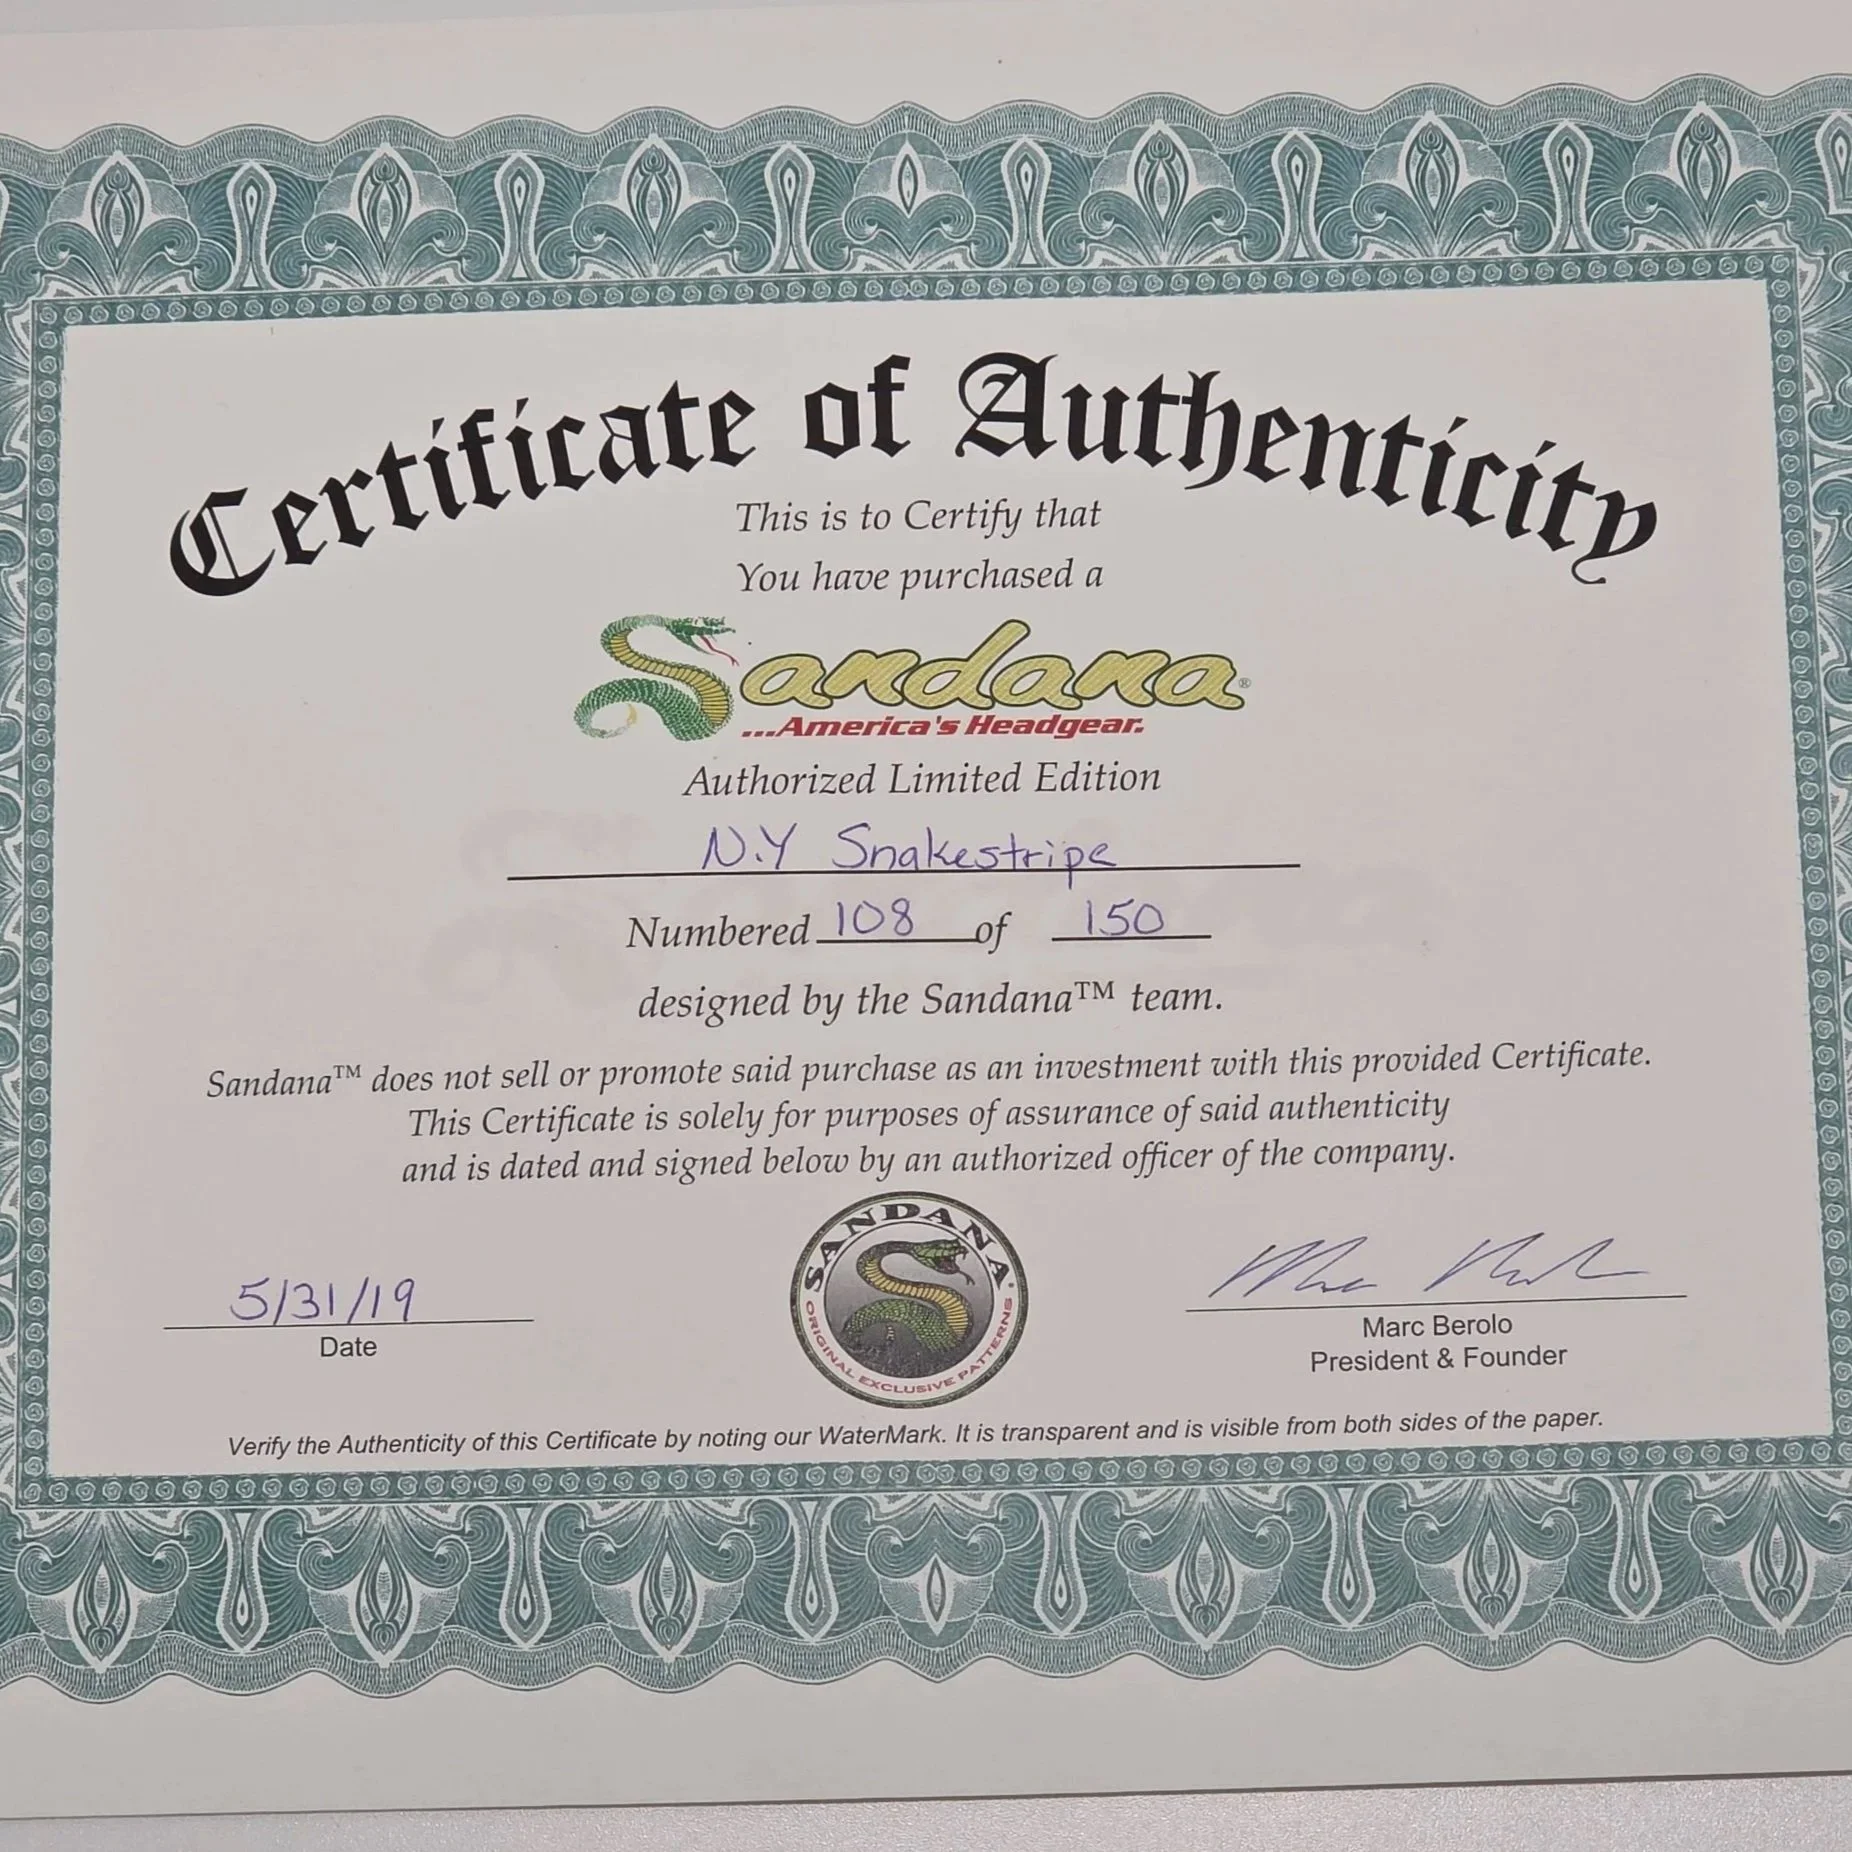 Certificate of Authenticity
This is to Certify that
You have purchased a
Sandana®
...America's Headgear.
Authorized Limited Edition
N.Y Snakestripe
Numbered 108 of 150
designed by the Sandana™ team.
Sandana™ does not sell or promote said purchase as an investment with this provided Certificate.
This Certificate is solely for purposes of assurance of said authenticity
and is dated and signed below by an authorized officer of the company.
SANDANA
ORIGINAL EXCLUSIVE PATTERNS
5/31/19
Date
Marc Berolo
President & Founder
Verify the Authenticity of this Certificate by noting our WaterMark. It is transparent and is visible from both sides of the paper.